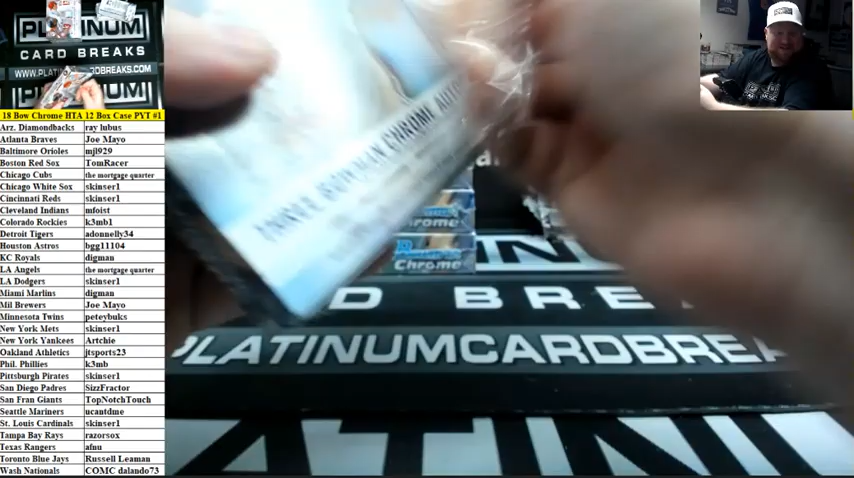 PLATINUM
CARD BREAKS
18 Bow Chrome HTA 12 Box Case PYT #1
Arz. Diamondbacks ray lubus
Atlanta Braves Joe Mayo
Baltimore Orioles mjl929
Boston Red Sox TomRacer
Chicago Cubs the mortgage quarter
Chicago White Sox skinser1
Cincinnati Reds skinser1
Cleveland Indians mfoist
Colorado Rockies k3mb1
Detroit Tigers adonnelly34
Houston Astros bgg11104
KC Royals digman
LA Angels the mortgage quarter
LA Dodgers skinser1
Miami Marlins digman
Mil Brewers Joe Mayo
Minnesota Twins peteybuks
New York Mets skinser1
New York Yankees Artchie
Oakland Athletics jtsports23
Phil. Phillies k3mb
Pittsburgh Pirates skinser1
San Diego Padres SizzFractor
San Fran Giants TopNotchTouch
Seattle Mariners ucantdme
St. Louis Cardinals skinser1
Tampa Bay Rays razorsox
Texas Rangers afnu
Toronto Blue Jays Russell Leaman
Wash Nationals COMC dalando73
BOWMAN CHROME
Chrome
Bowman
Chrome
D BRE
PLATINUMCARDBREA
ATINU